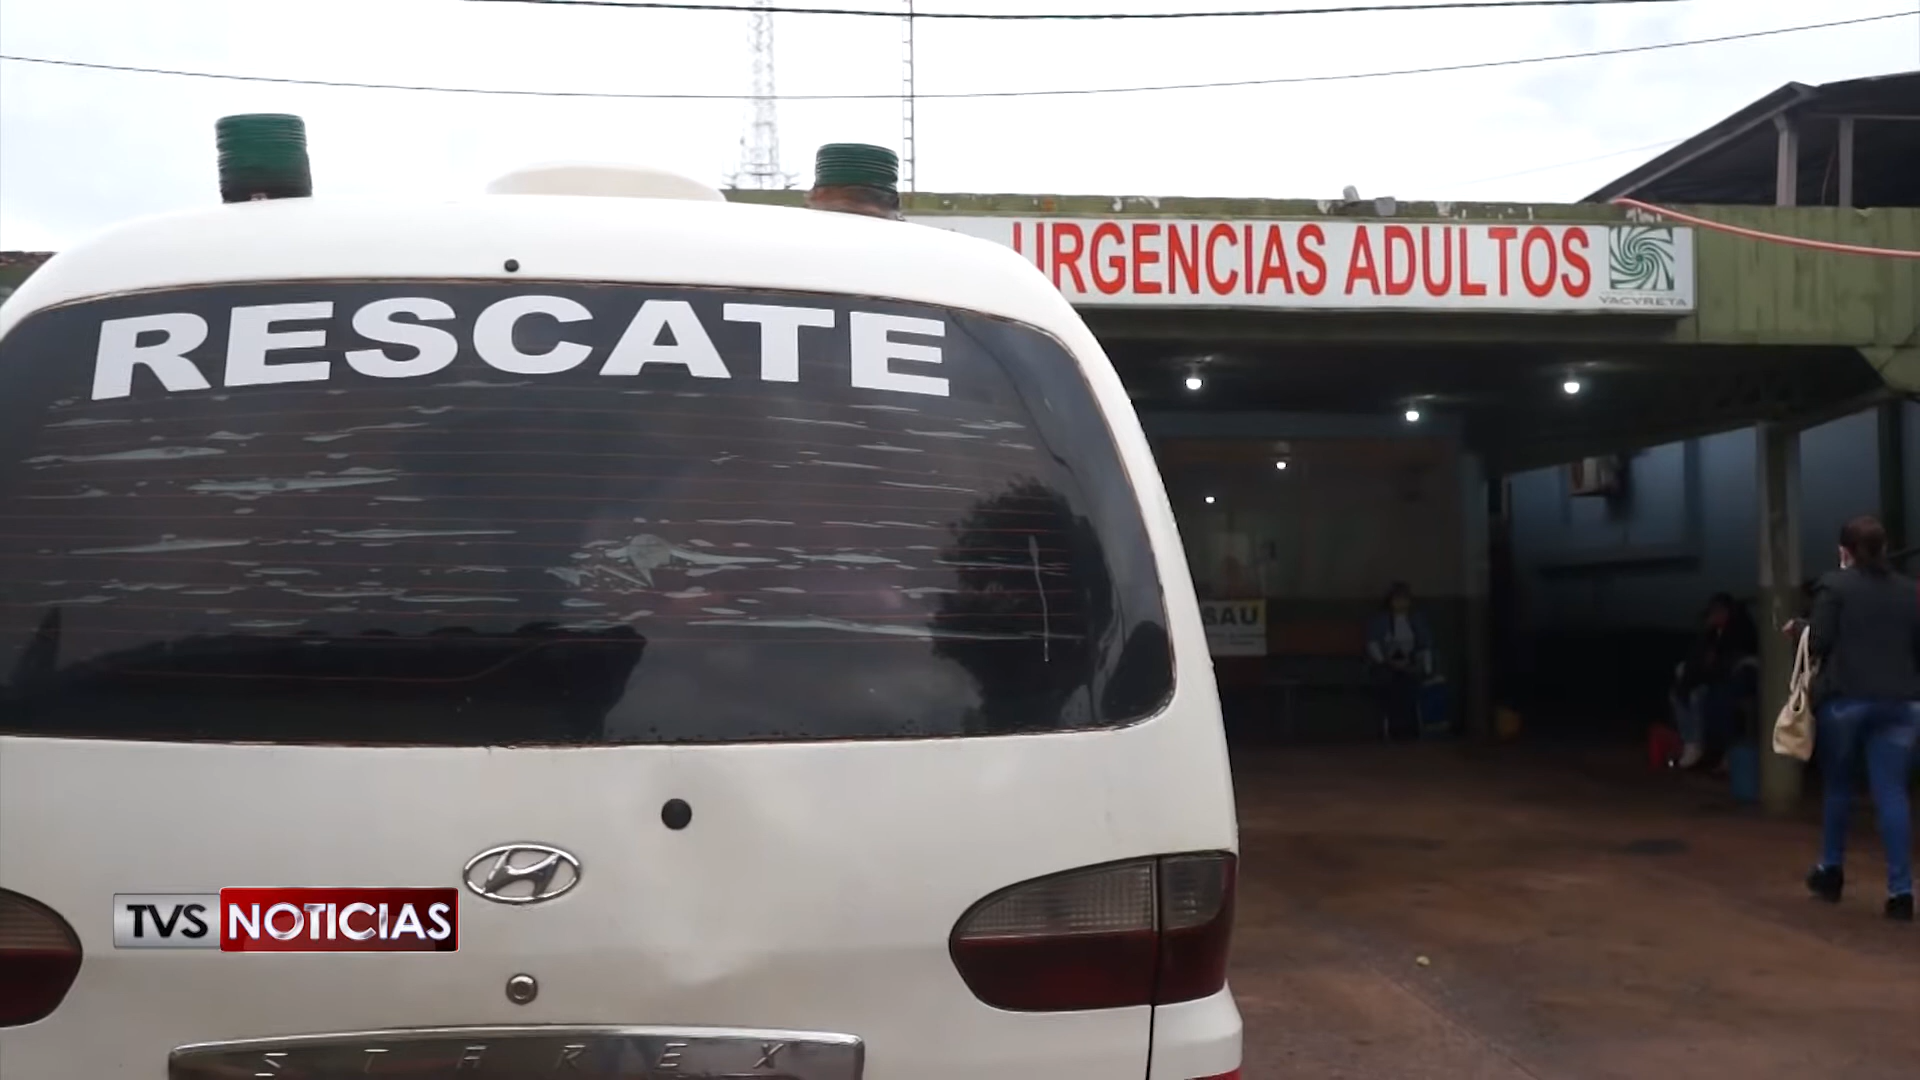 RESCATE
URGENCIAS ADULTOS
YACYRETA
SAU
TVS NOTICIAS
STAREX